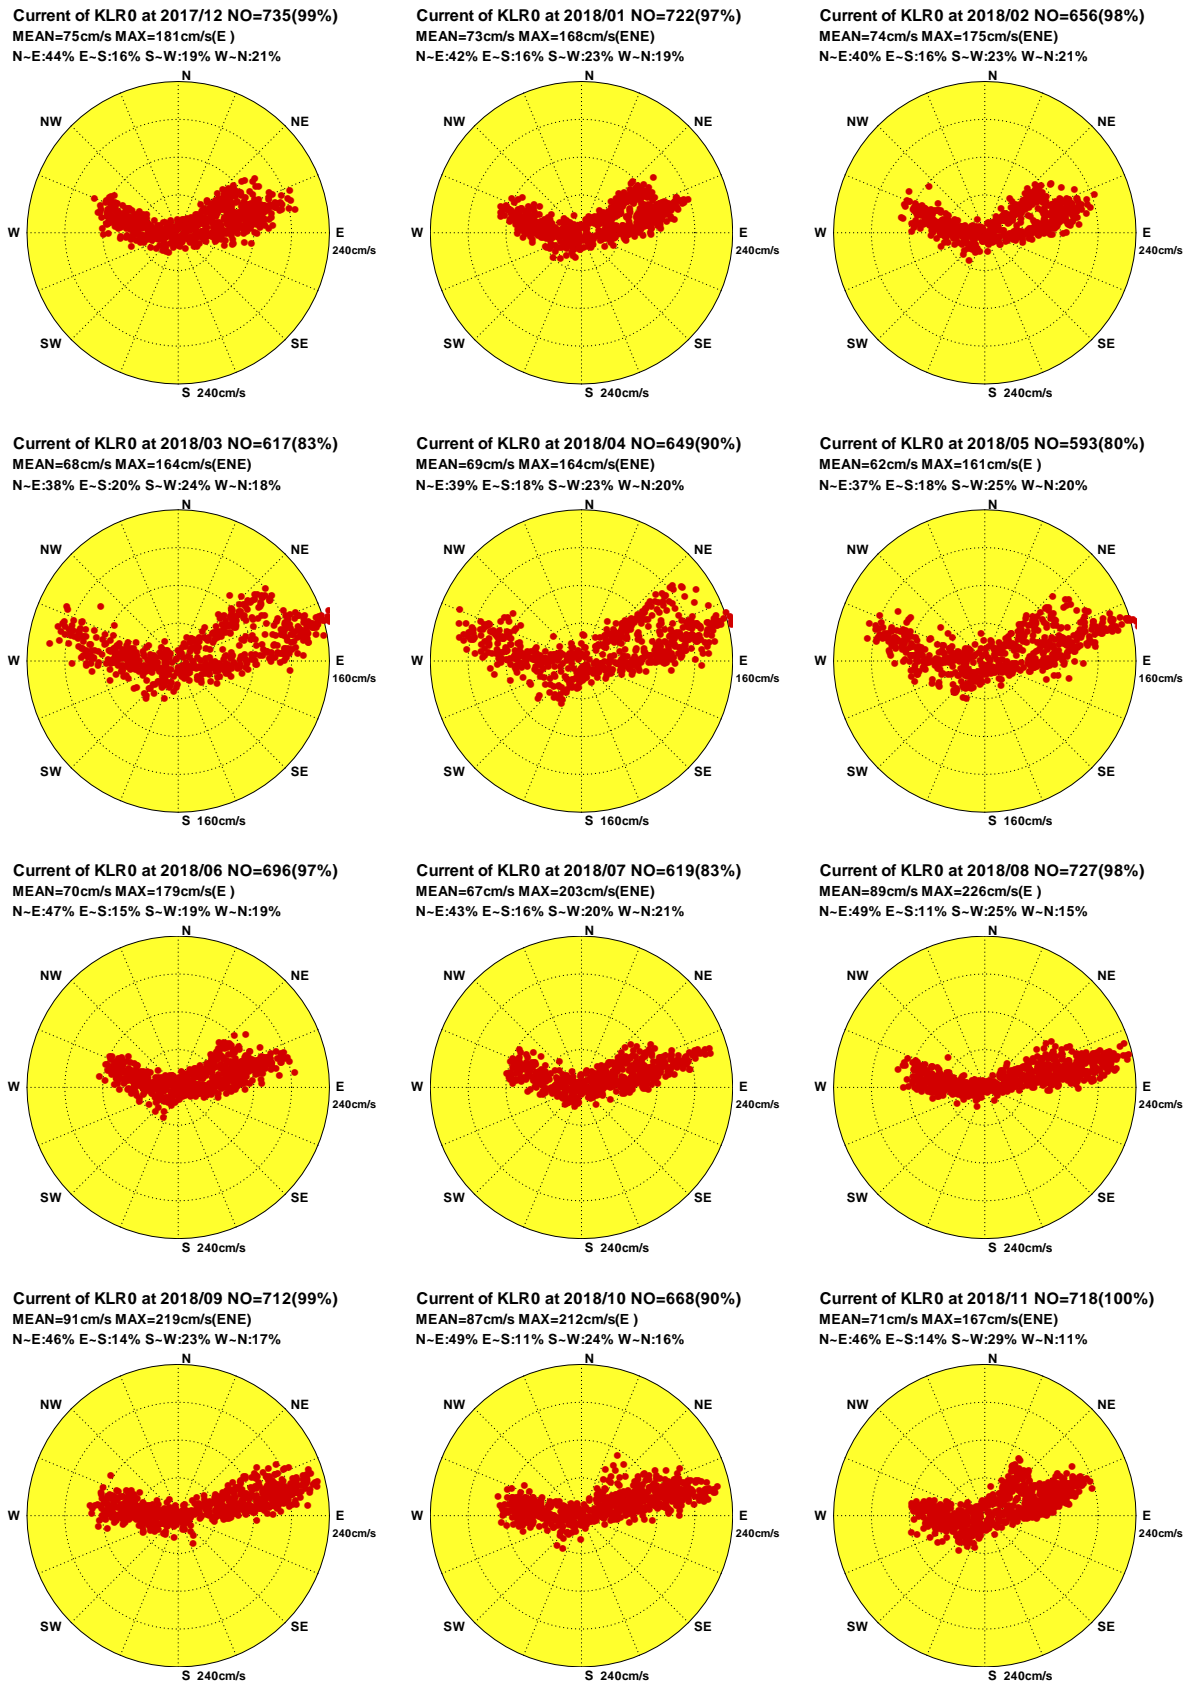 Current of KLR0 at 2017/12 NO=735(99%)
MEAN=75cm/s MAX=181cm/s(E )
N~E:44% E~S:16% S~W:19% W~N:21%
N
NW
NE
W
E
240cm/s
SW
SE
S 240cm/s
Current of KLR0 at 2018/01 NO=722(97%)
MEAN=73cm/s MAX=168cm/s(ENE)
N~E:42% E~S:16% S~W:23% W~N:19%
N
NW
NE
W
E
240cm/s
SW
SE
S 240cm/s
Current of KLR0 at 2018/02 NO=656(98%)
MEAN=74cm/s MAX=175cm/s(ENE)
N~E:40% E~S:16% S~W:23% W~N:21%
N
NW
NE
W
E
240cm/s
SW
SE
S 240cm/s
Current of KLR0 at 2018/03 NO=617(83%)
MEAN=68cm/s MAX=164cm/s(ENE)
N~E:38% E~S:20% S~W:24% W~N:18%
N
NW
NE
W
E
160cm/s
SW
SE
S 160cm/s
Current of KLR0 at 2018/04 NO=649(90%)
MEAN=69cm/s MAX=164cm/s(ENE)
N~E:39% E~S:18% S~W:23% W~N:20%
N
NW
NE
W
E
160cm/s
SW
SE
S 160cm/s
Current of KLR0 at 2018/05 NO=593(80%)
MEAN=62cm/s MAX=161cm/s(E )
N~E:37% E~S:18% S~W:25% W~N:20%
N
NW
NE
W
E
160cm/s
SW
SE
S 160cm/s
Current of KLR0 at 2018/06 NO=696(97%)
MEAN=70cm/s MAX=179cm/s(E )
N~E:47% E~S:15% S~W:19% W~N:19%
N
NW
NE
W
E
240cm/s
SW
SE
S 240cm/s
Current of KLR0 at 2018/07 NO=619(83%)
MEAN=67cm/s MAX=203cm/s(ENE)
N~E:43% E~S:16% S~W:20% W~N:21%
N
NW
NE
W
E
240cm/s
SW
SE
S 240cm/s
Current of KLR0 at 2018/08 NO=727(98%)
MEAN=89cm/s MAX=226cm/s(E )
N~E:49% E~S:11% S~W:25% W~N:15%
N
NW
NE
W
E
240cm/s
SW
SE
S 240cm/s
Current of KLR0 at 2018/09 NO=712(99%)
MEAN=91cm/s MAX=219cm/s(ENE)
N~E:46% E~S:14% S~W:23% W~N:17%
N
NW
NE
W
E
240cm/s
SW
SE
S 240cm/s
Current of KLR0 at 2018/10 NO=668(90%)
MEAN=87cm/s MAX=212cm/s(E )
N~E:49% E~S:11% S~W:24% W~N:16%
N
NW
NE
W
E
240cm/s
SW
SE
S 240cm/s
Current of KLR0 at 2018/11 NO=718(100%)
MEAN=71cm/s MAX=167cm/s(ENE)
N~E:46% E~S:14% S~W:29% W~N:11%
N
NW
NE
W
E
240cm/s
SW
SE
S 240cm/s